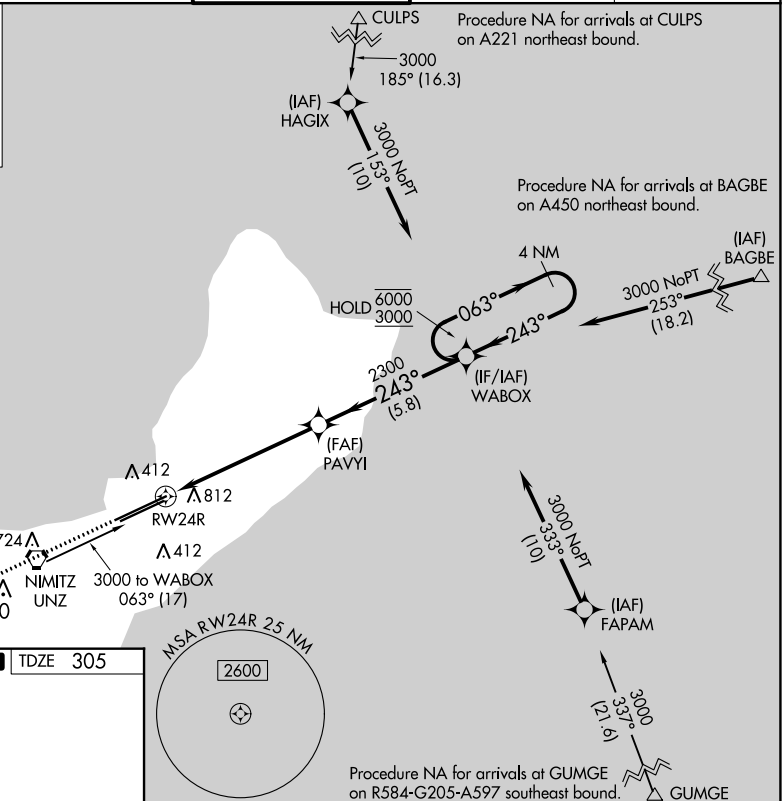 CULPS
Procedure NA for arrivals at CULPS
on A221 northeast bound.
3000
185° (16.3)
(IAF)
HAGIX
3000 NoPT
153°
(10)
Procedure NA for arrivals at BAGBE
on A450 northeast bound.
(IAF)
BAGBE
4 NM
3000 NoPT
253°
(18.2)
HOLD 6000
3000
063°
243°
(IF/IAF)
WABOX
2300
243°
(5.8)
(FAF)
PAVYI
412
812
RW24R
724
412
NIMITZ
UNZ
3000 to WABOX
063° (17)
0
3000 NoPT
333°
(10)
(IAF)
FAPAM
TDZE 305
MSA RW24R 25 NM
2600
3000
337°
(21.6)
Procedure NA for arrivals at GUMGE
on R584-G205-A597 southeast bound.
GUMGE